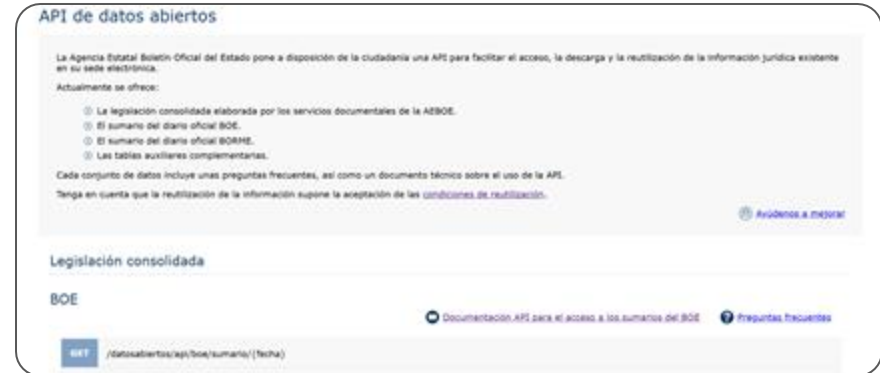 API de datos abiertos
La Agencia Estatal Boletín Oficial del Estado pone a disposición de la ciudadanía una API para facilitar el acceso, la descarga y la reutilización de la información jurídica existente
en su sede electrónica.
Actualmente se ofrece:
La legislación consolidada elaborada por los servicios documentales de la AEBOE.
El sumario del diario oficial BOE.
El sumario del diario oficial BORME.
Las tablas auxiliares complementarias.
Cada conjunto de datos incluye unas preguntas frecuentes, así como un documento técnico sobre el uso de la API.
Tenga en cuenta que la reutilización de la información supone la aceptación de las condiciones de reutilización.
Ayúdenos a mejorar
Legislación consolidada
BOE
Documentación API para el acceso a los sumarios del BOE Preguntas frecuentes
GET /datosabiertos/api/boe/sumario/{fecha}